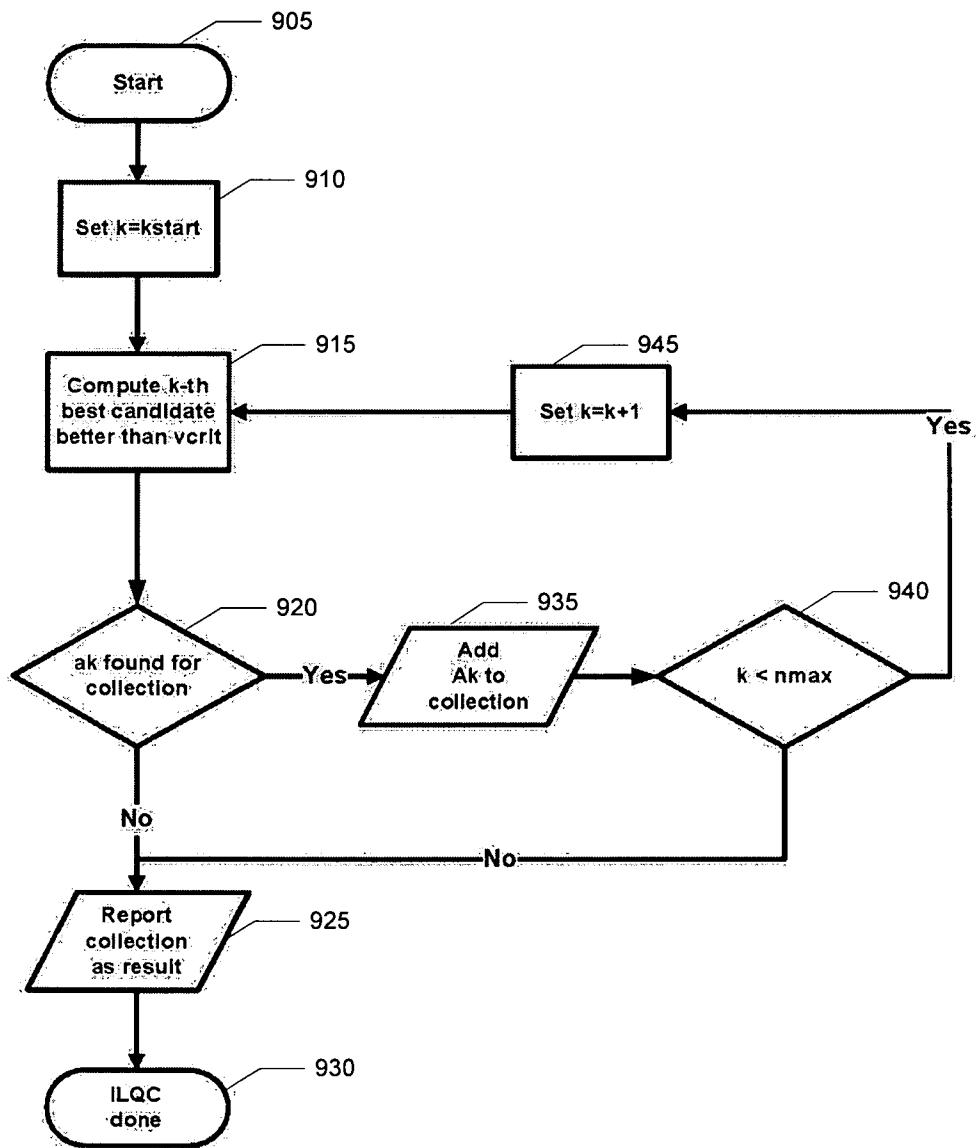 905
Start
910
Set k=kstart
915
Compute k-th
best candidate
better than vcrit
945
Set k=k+1
Yes
920
ak found for
collection
Yes
935
Add
Ak to
collection
940
k < nmax
No
No
Report
collection
as result
925
ILQC
done
930